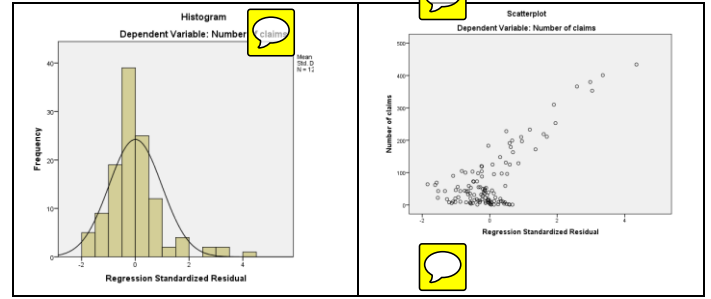 Histogram
Dependent Variable: Number of claims
Mean
Std. D
N = 12
40
30
20
10
0
Frequency
-2
0
2
4
Regression Standardized Residual
Scatterplot
Dependent Variable: Number of claims
500
400
300
200
100
0
Number of claims
-2
0
2
4
Regression Standardized Residual